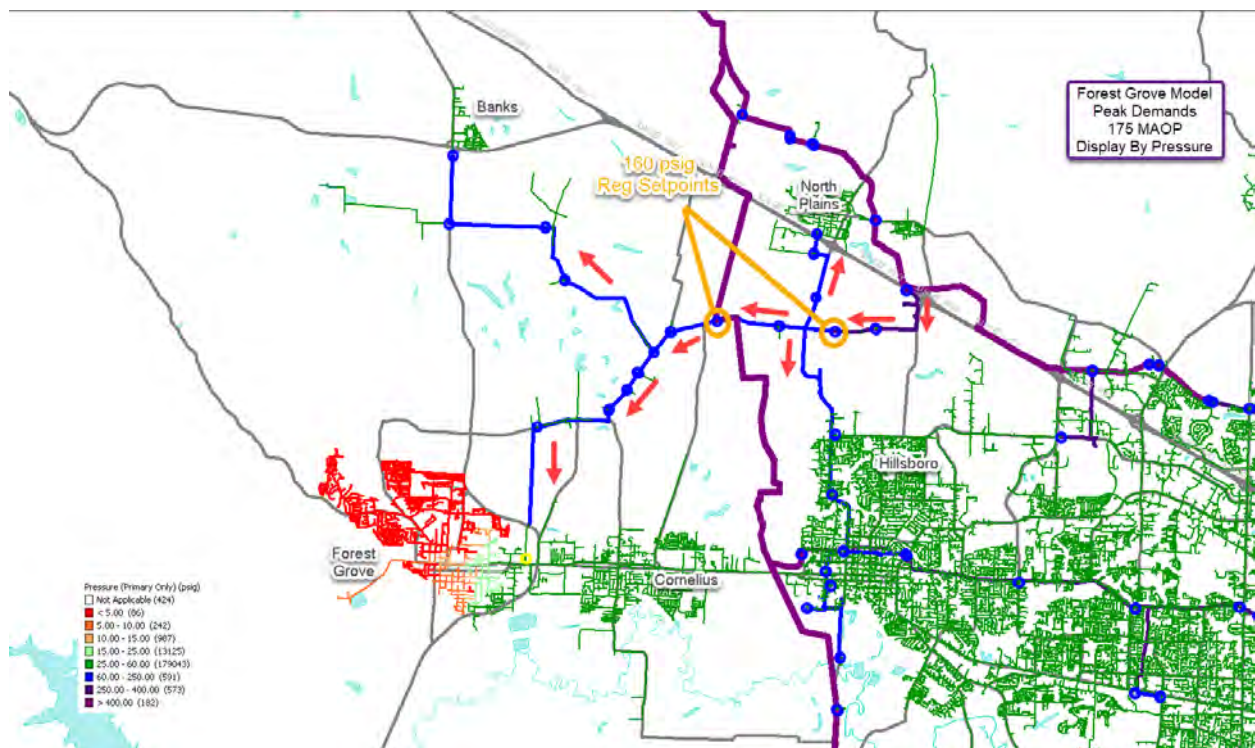 Banks
Forest Grove Model
Peak Demands
175 MAOP
Display By Pressure
160 psig
Reg Setpoints
North
Plains
Hillsboro
Forest
Grove
Cornelius
Pressure (Primary Only) (psig)
Not Applicable (424)
< 5.00 (86)
5.00 - 10.00 (242)
10.00 - 15.00 (987)
15.00 - 25.00 (13125)
25.00 - 60.00 (179043)
60.00 - 250.00 (591)
250.00 - 400.00 (573)
> 400.00 (182)